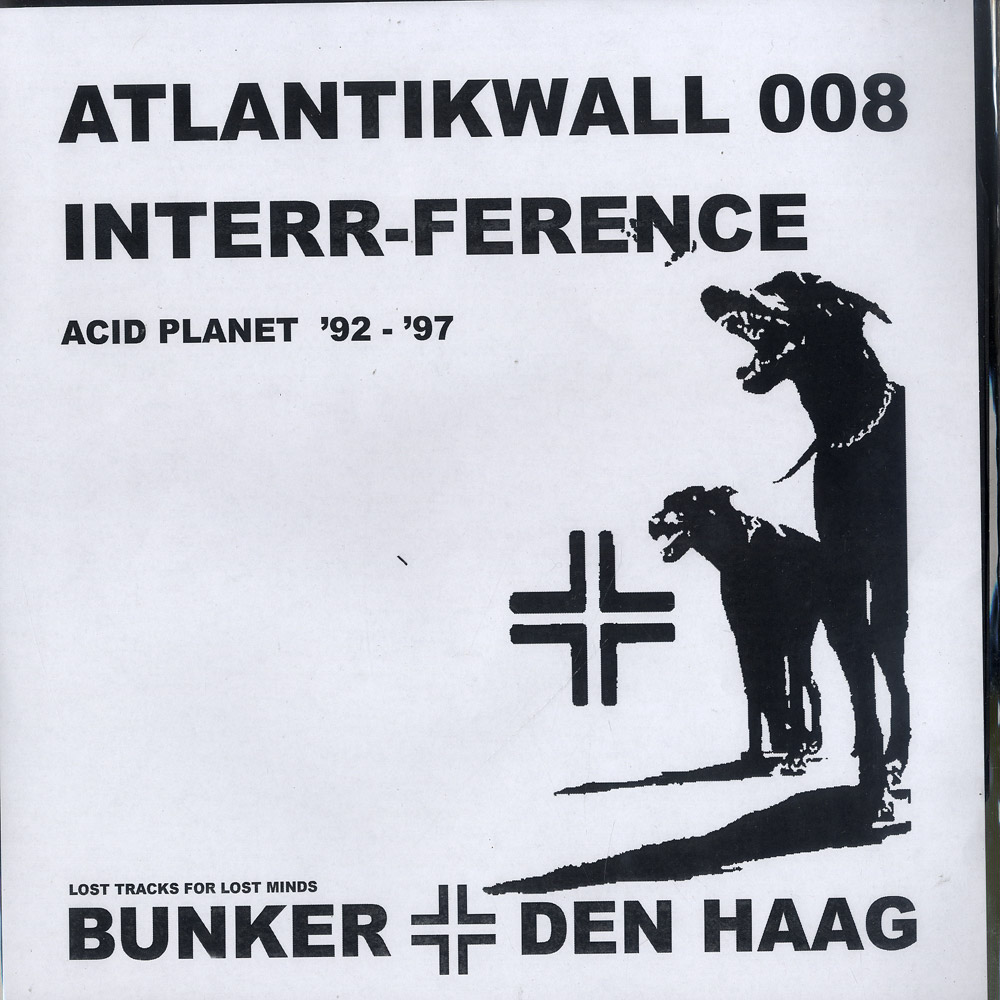 ATLANTIKWALL 008
INTERR-FERENCE
ACID PLANET '92 - '97
LOST TRACKS FOR LOST MINDS
BUNKER DEN HAAG